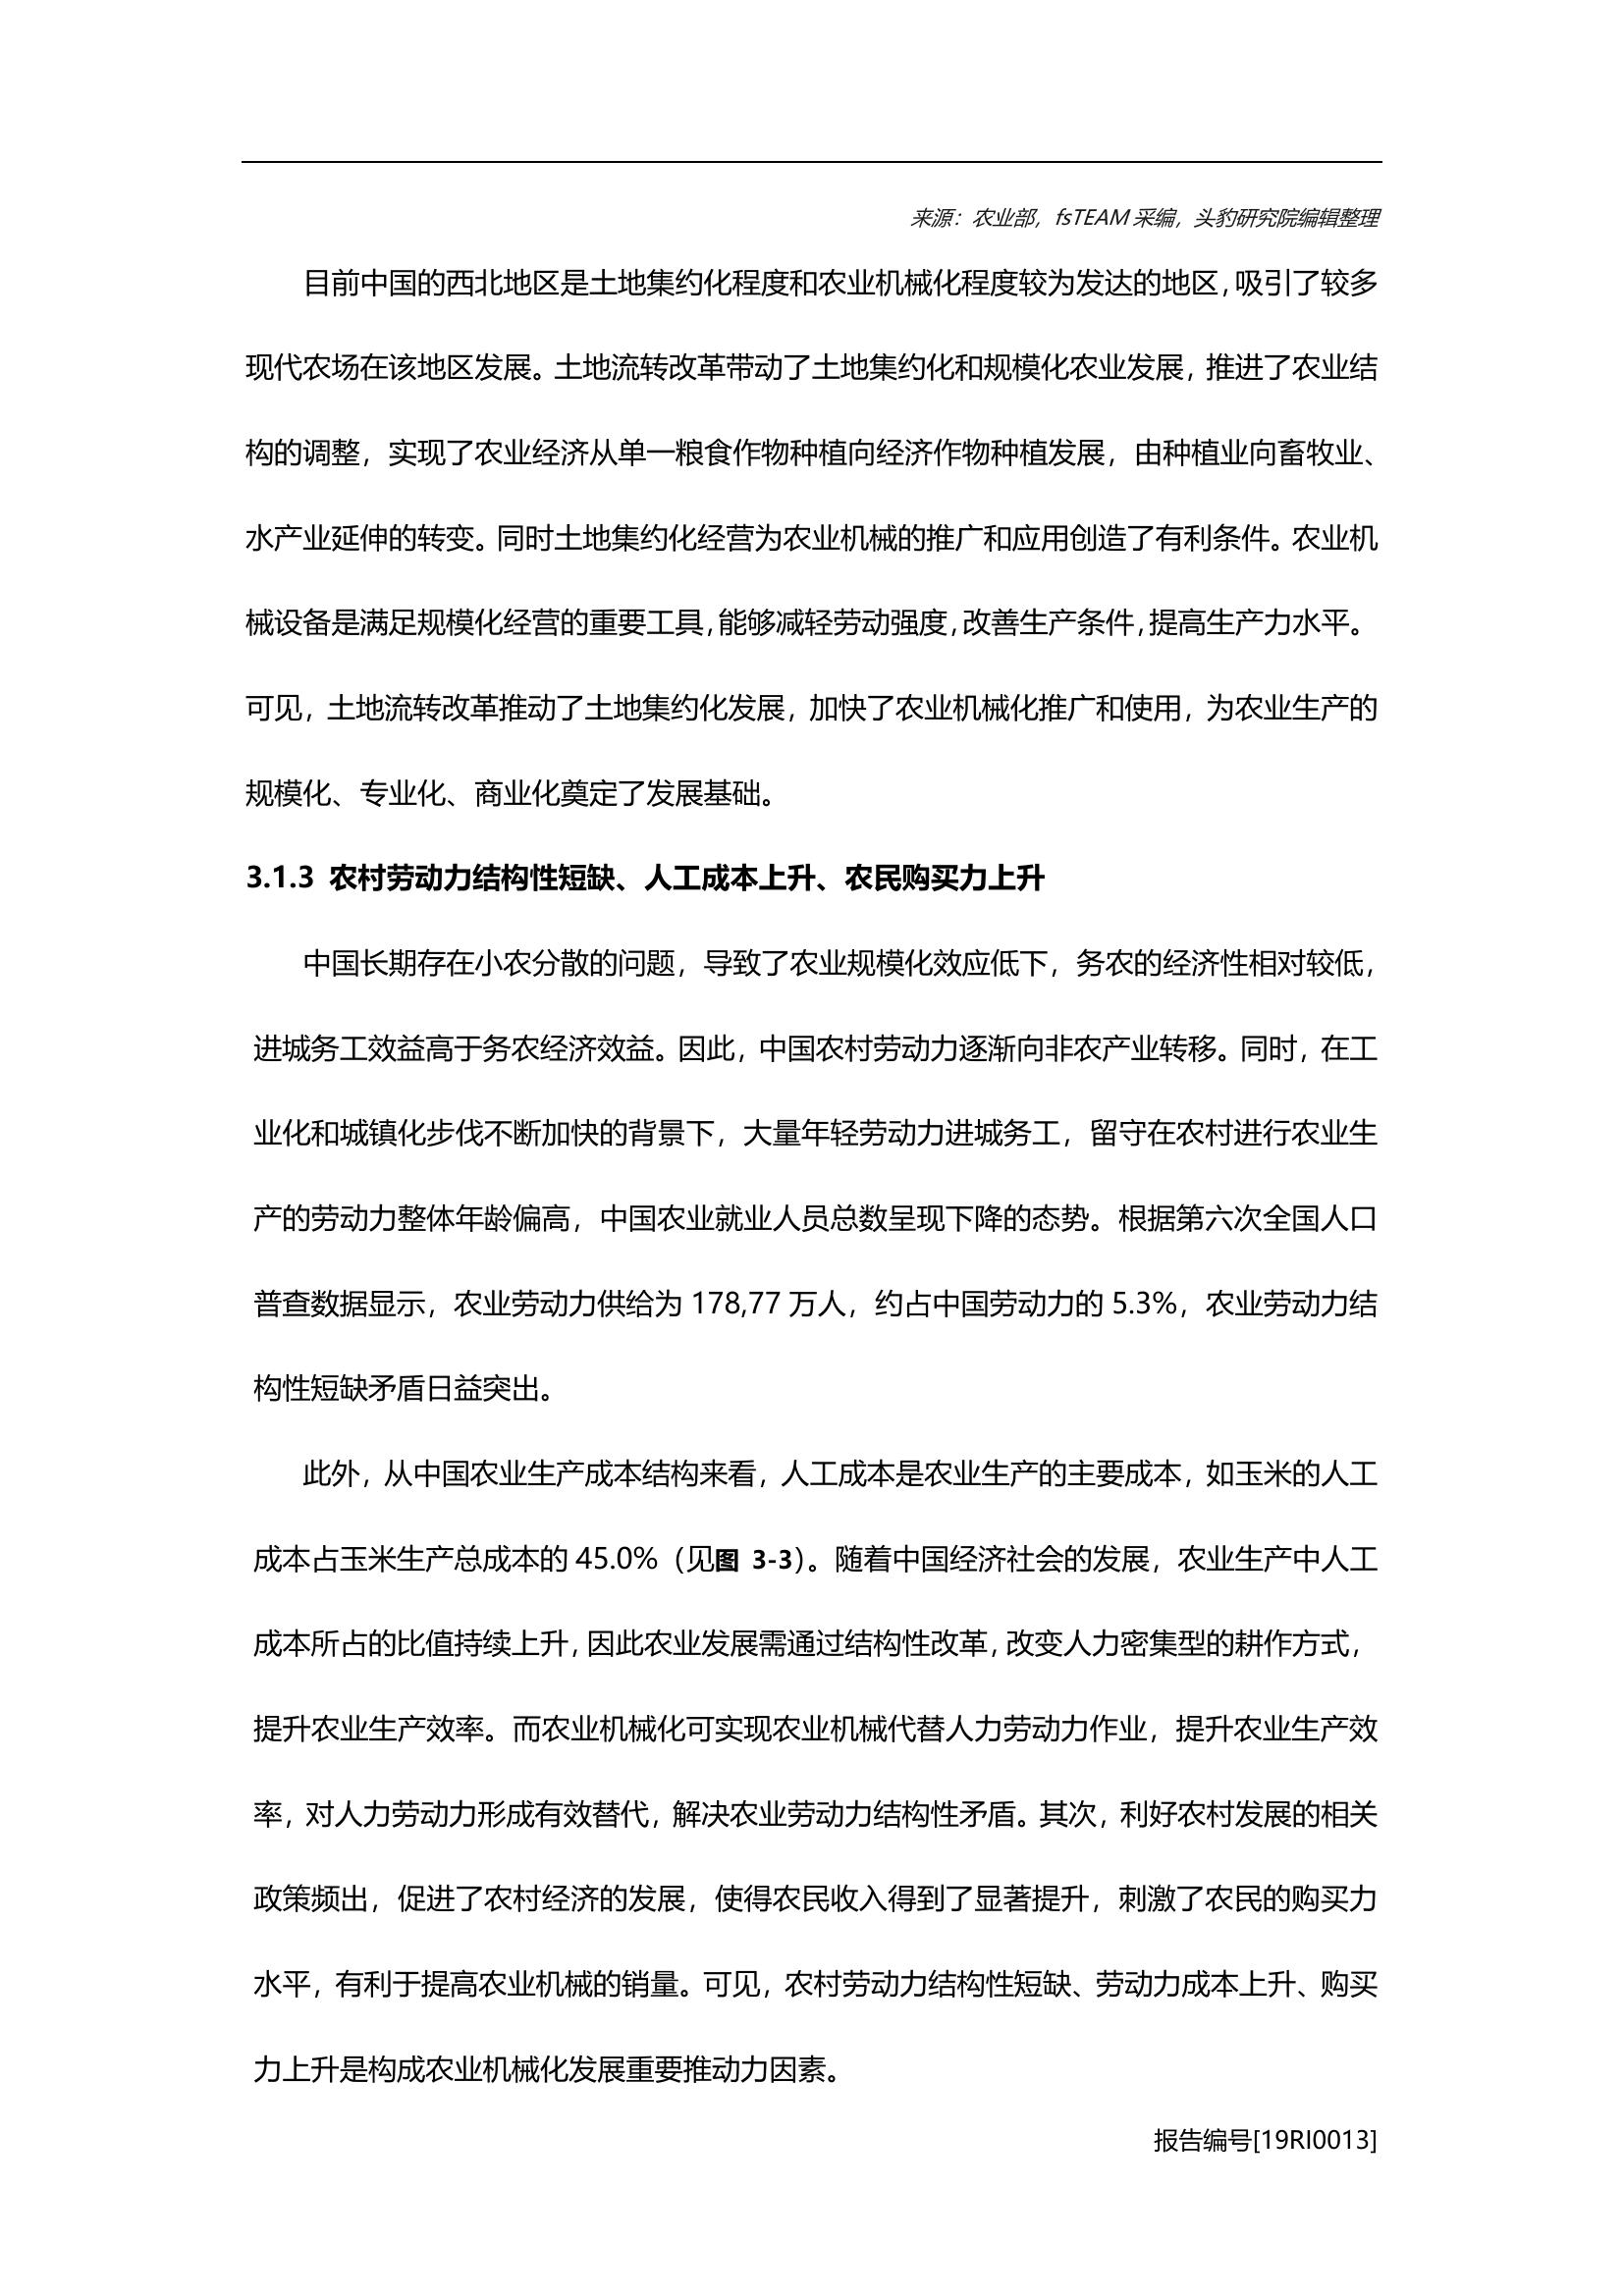 来源：农业部，fsTEAM 采编，头豹研究院编辑整理
目前中国的西北地区是土地集约化程度和农业机械化程度较为发达的地区，吸引了较多
现代农场在该地区发展。土地流转改革带动了土地集约化和规模化农业发展，推进了农业结
构的调整，实现了农业经济从单一粮食作物种植向经济作物种植发展，由种植业向畜牧业、
水产业延伸的转变。同时土地集约化经营为农业机械的推广和应用创造了有利条件。农业机
械设备是满足规模化经营的重要工具，能够减轻劳动强度，改善生产条件，提高生产力水平。
可见，土地流转改革推动了土地集约化发展，加快了农业机械化推广和使用，为农业生产的
规模化、专业化、商业化奠定了发展基础。
3.1.3 农村劳动力结构性短缺、人工成本上升、农民购买力上升
中国长期存在小农分散的问题，导致了农业规模化效应低下，务农的经济性相对较低，
进城务工效益高于务农经济效益。因此，中国农村劳动力逐渐向非农产业转移。同时，在工
业化和城镇化步伐不断加快的背景下，大量年轻劳动力进城务工，留守在农村进行农业生
产的劳动力整体年龄偏高，中国农业就业人员总数呈现下降的态势。根据第六次全国人口
普查数据显示，农业劳动力供给为 178,77 万人，约占中国劳动力的 5.3%，农业劳动力结
构性短缺矛盾日益突出。
此外，从中国农业生产成本结构来看，人工成本是农业生产的主要成本，如玉米的人工
成本占玉米生产总成本的 45.0%（见图 3-3）。随着中国经济社会的发展，农业生产中人工
成本所占的比值持续上升，因此农业发展需通过结构性改革，改变人力密集型的耕作方式，
提升农业生产效率。而农业机械化可实现农业机械代替人力劳动力作业，提升农业生产效
率，对人力劳动力形成有效替代，解决农业劳动力结构性矛盾。其次，利好农村发展的相关
政策频出，促进了农村经济的发展，使得农民收入得到了显著提升，刺激了农民的购买力
水平，有利于提高农业机械的销量。可见，农村劳动力结构性短缺、劳动力成本上升、购买
力上升是构成农业机械化发展重要推动力因素。
报告编号[19RI0013]